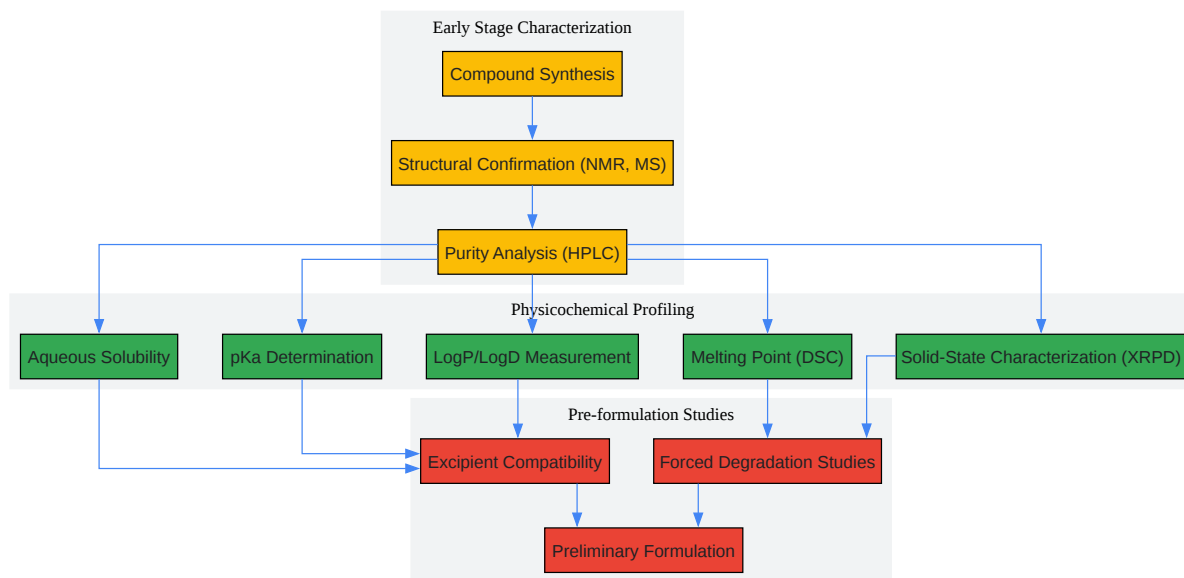 Early Stage Characterization
Compound Synthesis
Structural Confirmation (NMR, MS)
Purity Analysis (HPLC)
Physicochemical Profiling
Aqueous Solubility
pKa Determination
LogP/LogD Measurement
Melting Point (DSC)
Solid-State Characterization (XRPD)
Pre-formulation Studies
Excipient Compatibility
Forced Degradation Studies
Preliminary Formulation